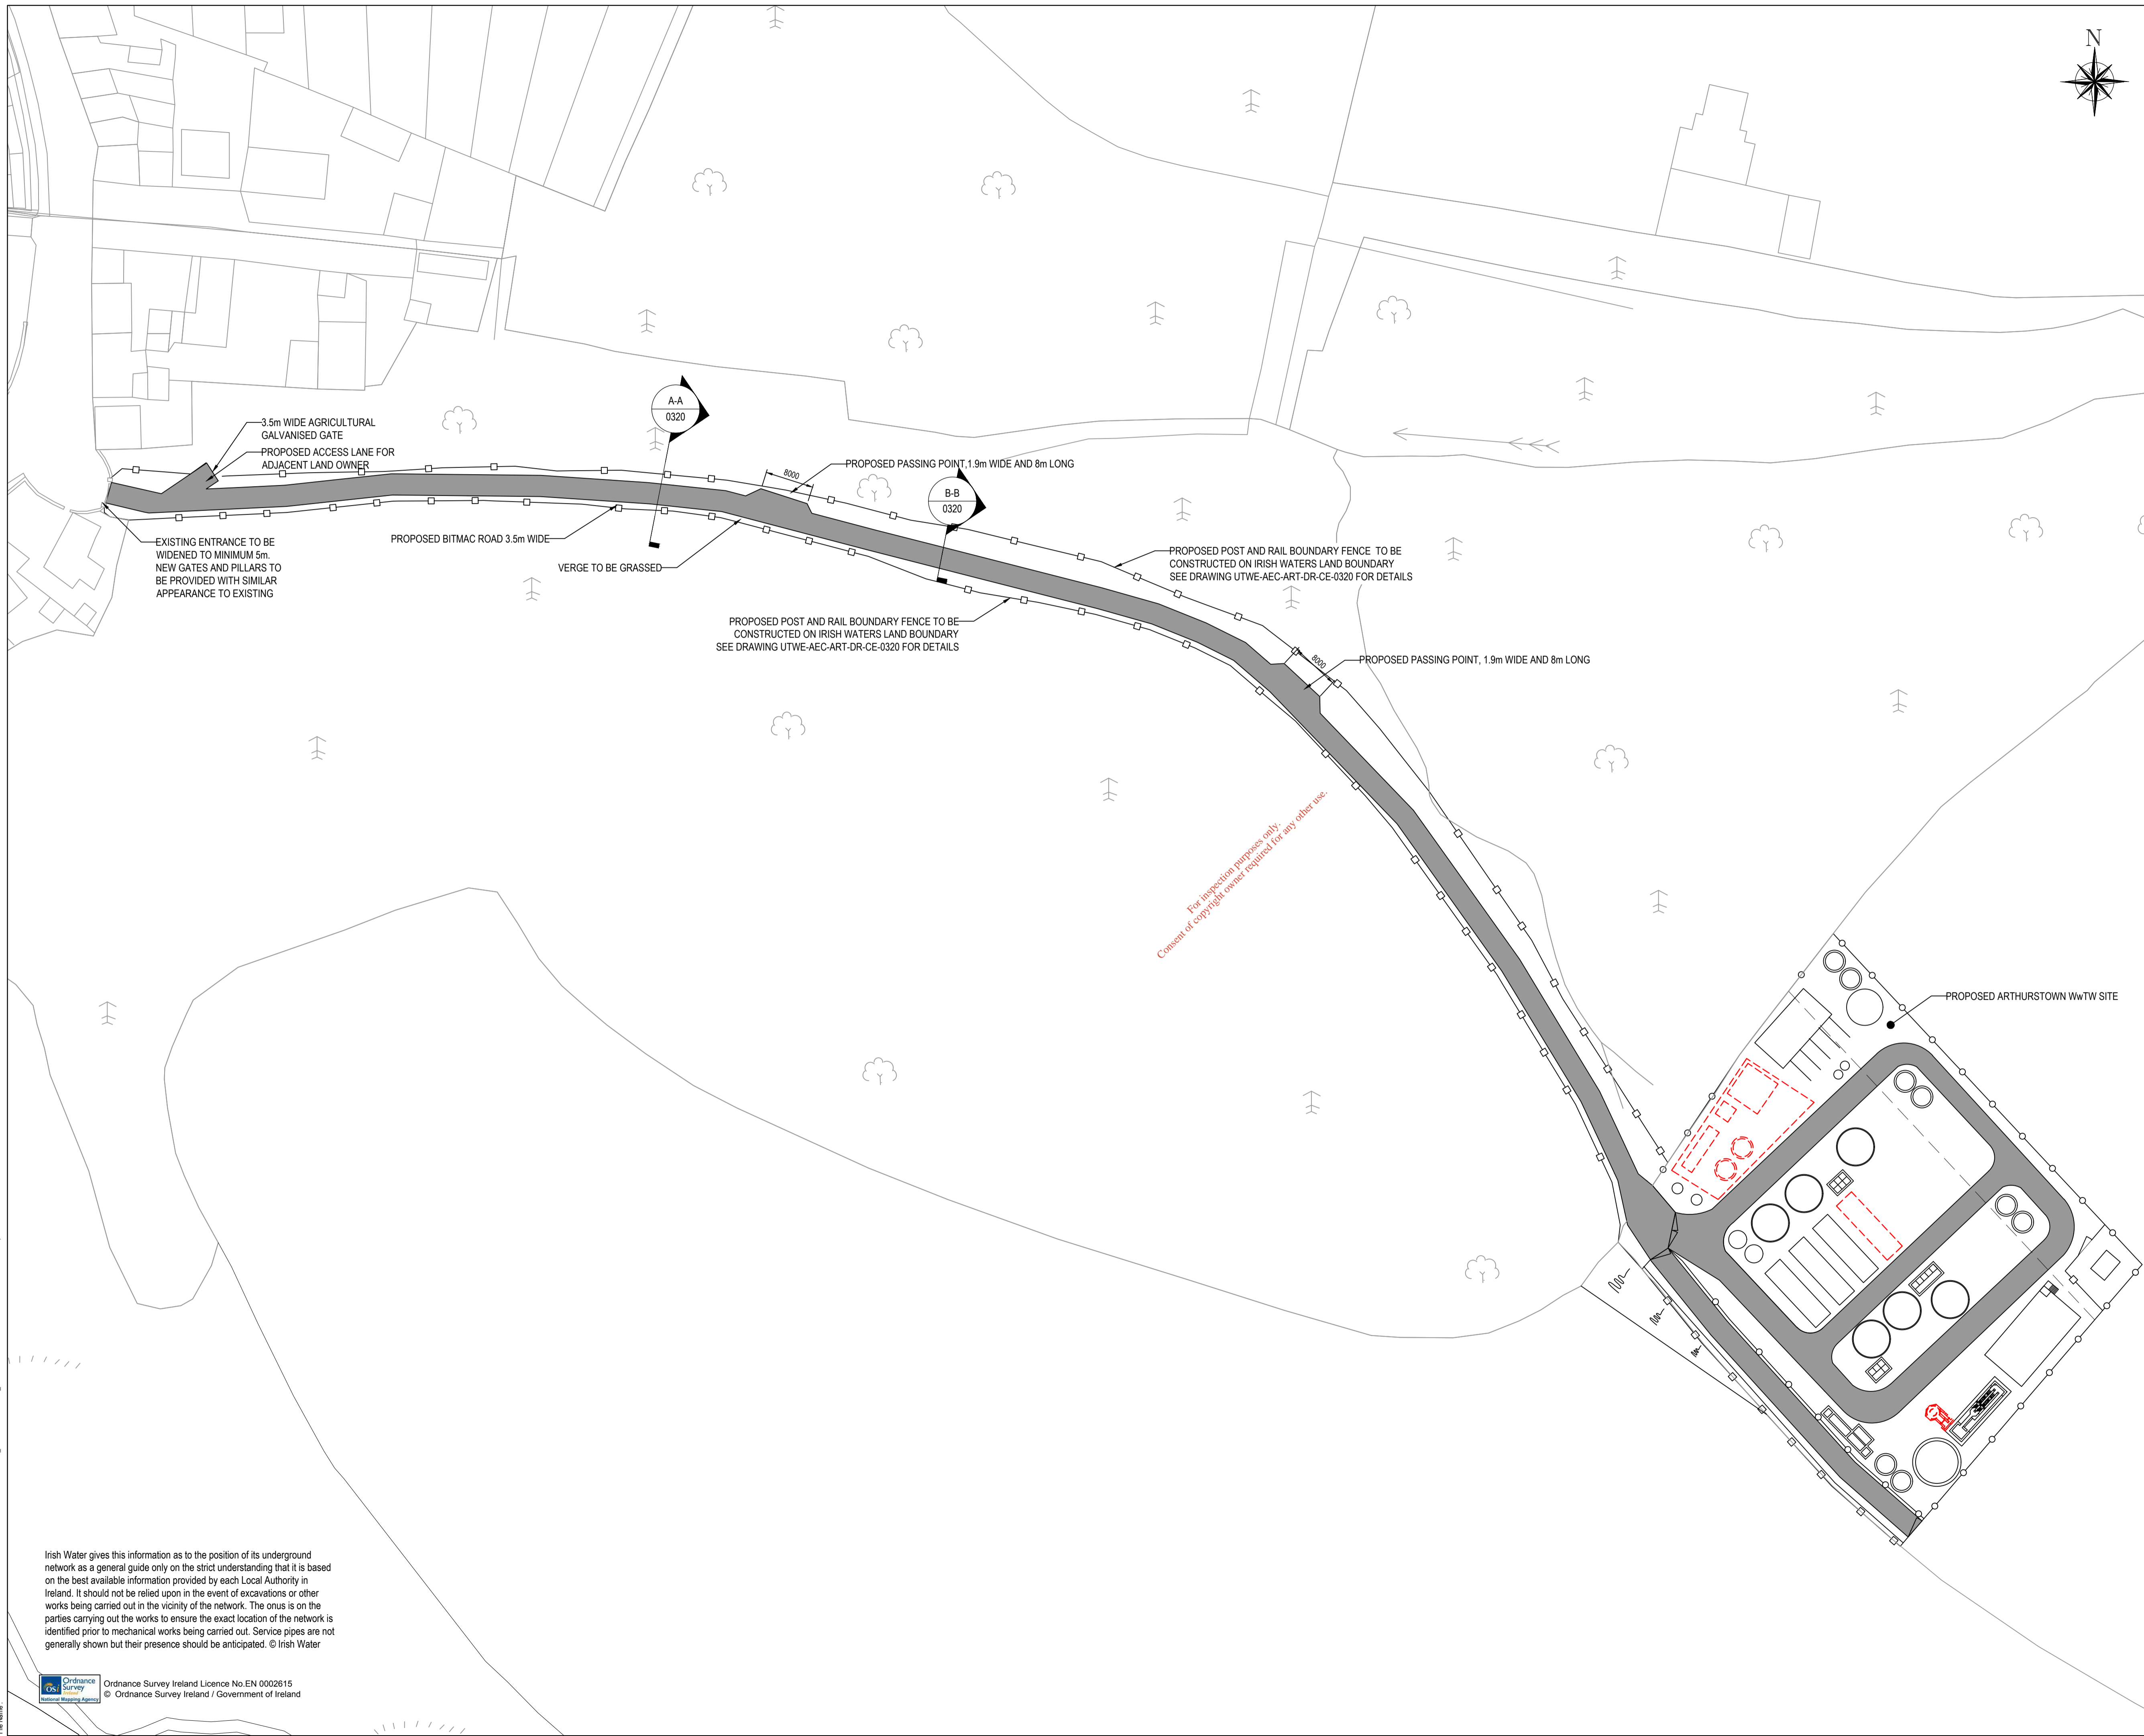 N
A-A
0320
3.5m WIDE AGRICULTURAL
GALVANISED GATE
PROPOSED ACCESS LANE FOR
ADJACENT LAND OWNER
8000
PROPOSED PASSING POINT,1.9m WIDE AND 8m LONG
B-B
0320
EXISTING ENTRANCE TO BE
WIDENED TO MINIMUM 5m.
NEW GATES AND PILLARS TO
BE PROVIDED WITH SIMILAR
APPEARANCE TO EXISTING
PROPOSED BITMAC ROAD 3.5m WIDE
VERGE TO BE GRASSED
PROPOSED POST AND RAIL BOUNDARY FENCE TO BE
CONSTRUCTED ON IRISH WATERS LAND BOUNDARY
SEE DRAWING UTWE-AEC-ART-DR-CE-0320 FOR DETAILS
PROPOSED POST AND RAIL BOUNDARY FENCE TO BE
CONSTRUCTED ON IRISH WATERS LAND BOUNDARY
SEE DRAWING UTWE-AEC-ART-DR-CE-0320 FOR DETAILS
8000
PROPOSED PASSING POINT, 1.9m WIDE AND 8m LONG
For inspection purposes only.
Consent of copyright owner required for any other use.
PROPOSED ARTHURSTOWN WwTW SITE
Irish Water gives this information as to the position of its underground
network as a general guide only on the strict understanding that it is based
on the best available information provided by each Local Authority in
Ireland. It should not be relied upon in the event of excavations or other
works being carried out in the vicinity of the network. The onus is on the
parties carrying out the works to ensure the exact location of the network is
identified prior to mechanical works being carried out. Service pipes are not
generally shown but their presence should be anticipated. © Irish Water
OSi
Ordnance
Survey
Ireland
National Mapping Agency
Ordnance Survey Ireland Licence No.EN 0002615
© Ordnance Survey Ireland / Government of Ireland